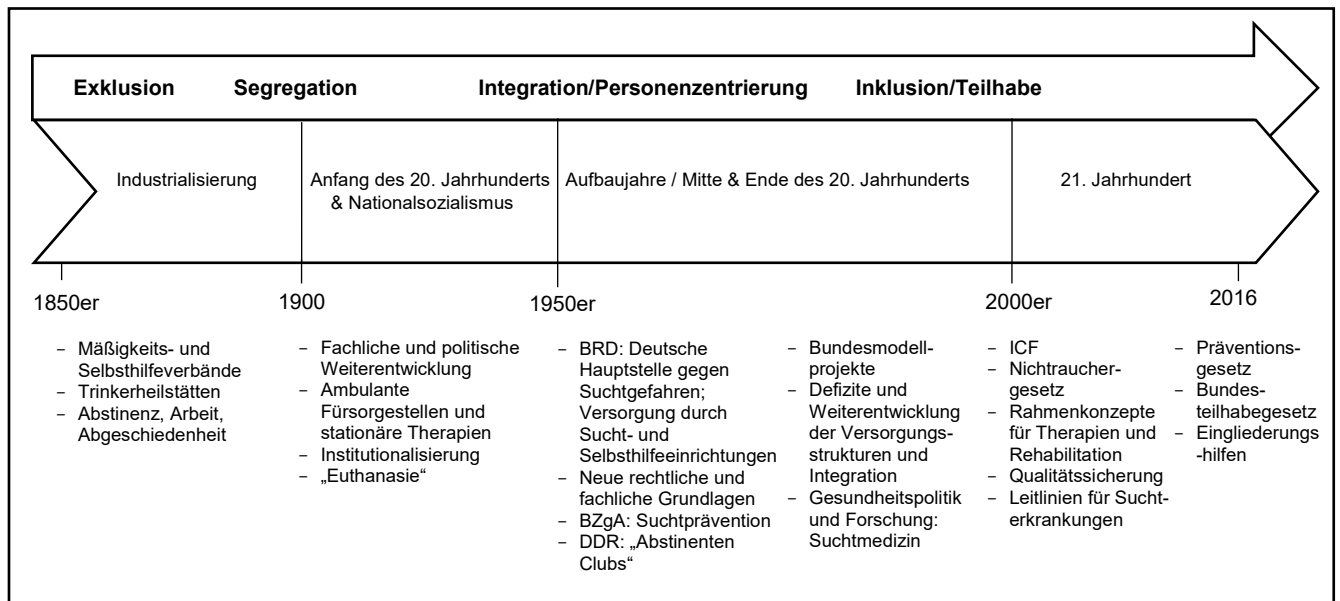 Exklusion
Segregation
Integration/Personenzentrierung
Inklusion/Teilhabe
Industrialisierung
Anfang des 20. Jahrhunderts
& Nationalsozialismus
Aufbaujahre / Mitte & Ende des 20. Jahrhunderts
21. Jahrhundert
1850er
1900
1950er
2000er
2016
– Mäßigkeits- und
Selbsthilfeverbände
– Trinkerheilstätten
– Abstinenz, Arbeit,
Abgeschiedenheit
– Fachliche und politische
Weiterentwicklung
– Ambulante
Fürsorgestellen und
stationäre Therapien
– Institutionalisierung
– „Euthanasie“
– BRD: Deutsche
Hauptstelle gegen
Suchtgefahren;
Versorgung durch
Sucht- und
Selbsthilfeeinrichtungen
– Neue rechtliche und
fachliche Grundlagen
– BZgA: Suchtprävention
– DDR: „Abstinenten
Clubs“
– Bundesmodell-
projekte
– Defizite und
Weiterentwicklung
der Versorgungs-
strukturen und
Integration
– Gesundheitspolitik
und Forschung:
Suchtmedizin
– ICF
– Nichtraucher-
gesetz
– Rahmenkonzepte
für Therapien und
Rehabilitation
– Qualitätssicherung
– Leitlinien für Sucht-
erkrankungen
– Präventions-
gesetz
– Bundes-
teilhabegesetz
– Eingliederungs
-hilfen